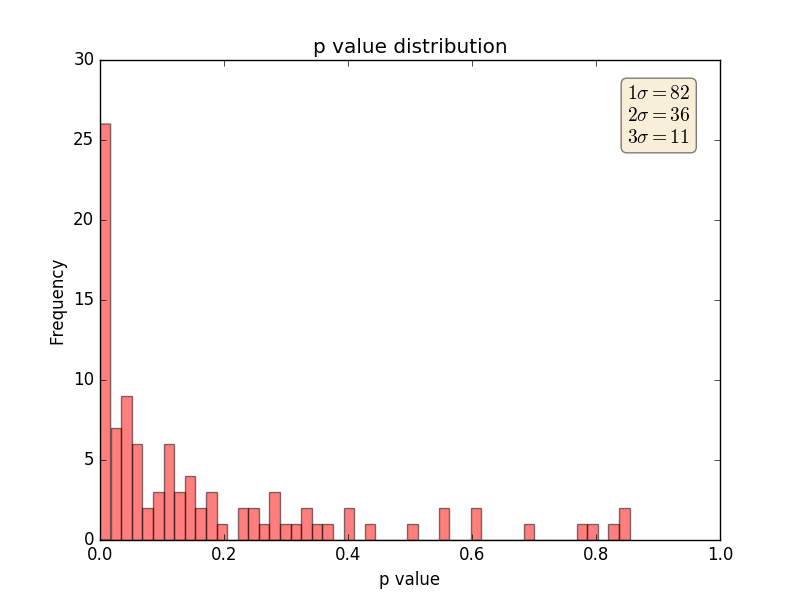 p value distribution
1σ = 82
2σ = 36
3σ = 11
30
25
20
15
10
5
0
Frequency
0.0 0.2 0.4 0.6 0.8 1.0
p value